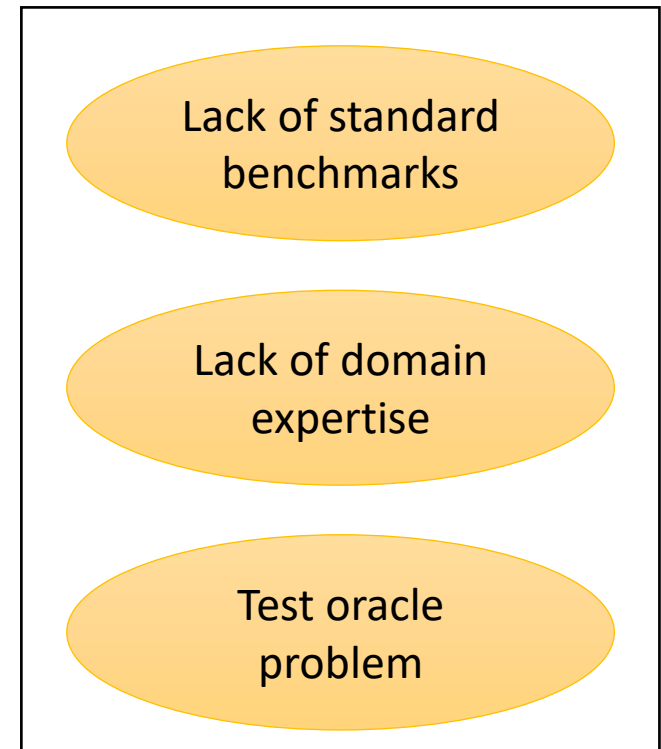 Lack of standard
benchmarks
Lack of domain
expertise
Test oracle
problem